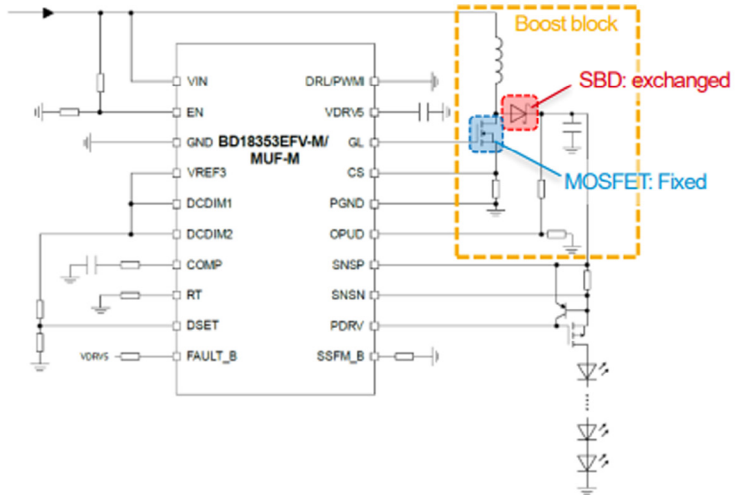 Boost block
SBD: exchanged
VIN
DRL/PWMI
EN
VDRV5
GND
BD18353EFV-M/
MUF-M
GL
MOSFET: Fixed
VREF3
CS
DCDIM1
PGND
DCDIM2
OPUD
COMP
SNSP
RT
SNSN
DSET
PDRV
VDRV5
FAULT_B
SSFM_B